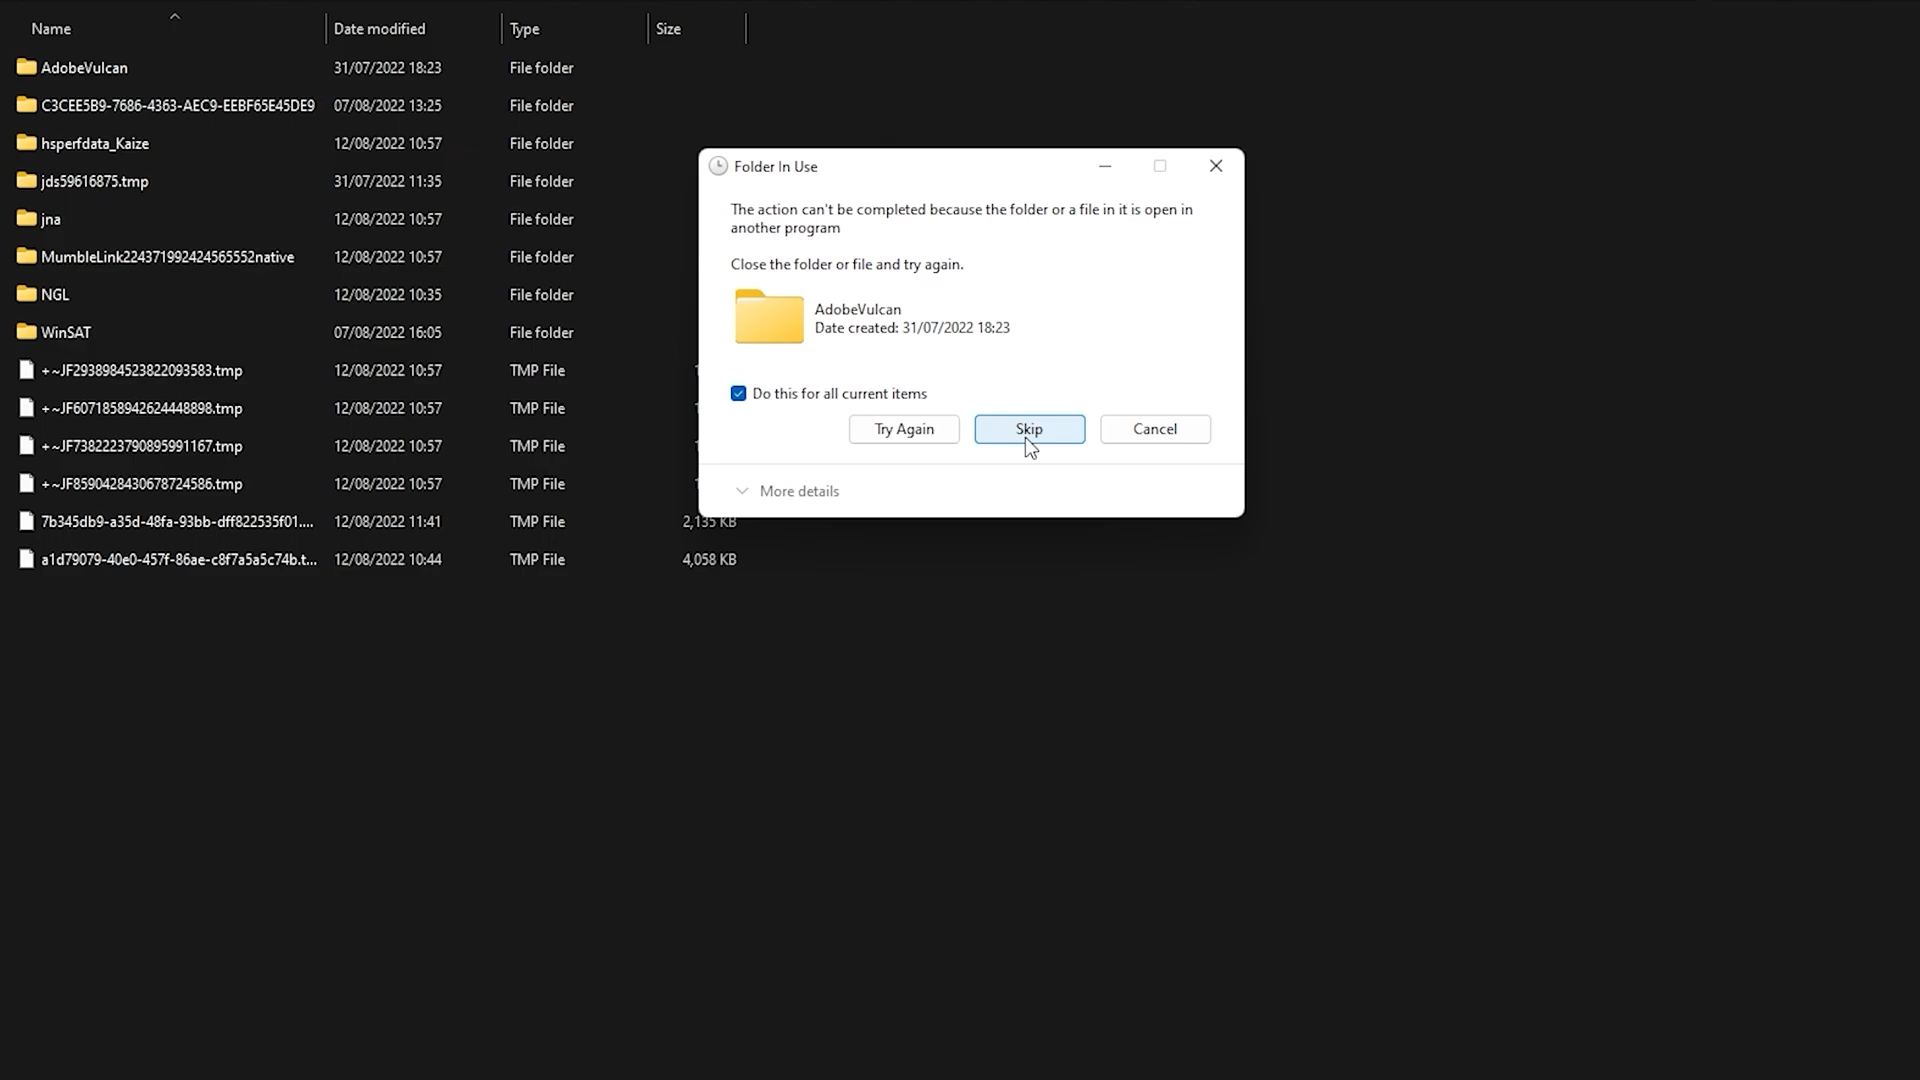 Name Date modified Type Size
AdobeVulcan 31/07/2022 18:23 File folder
C3CEE5B9-7686-4363-AEC9-EEBF65E45DE9 07/08/2022 13:25 File folder
hsperfdata_Kaize 12/08/2022 10:57 File folder
jds59616875.tmp 31/07/2022 11:35 File folder
jna 12/08/2022 10:57 File folder
MumbleLink224371992424565552native 12/08/2022 10:57 File folder
NGL 12/08/2022 10:35 File folder
WinSAT 07/08/2022 16:05 File folder
+~JF2938984523822093583.tmp 12/08/2022 10:57 TMP File
+~JF6071858942624448898.tmp 12/08/2022 10:57 TMP File
+~JF7382223790895991167.tmp 12/08/2022 10:57 TMP File
+~JF8590428430678724586.tmp 12/08/2022 10:57 TMP File
7b345db9-a35d-48fa-93bb-dff822535f01.... 12/08/2022 11:41 TMP File 2,135 KB
a1d79079-40e0-457f-86ae-c8f7a5a5c74b.t... 12/08/2022 10:44 TMP File 4,058 KB
Folder In Use
The action can't be completed because the folder or a file in it is open in
another program
Close the folder or file and try again.
AdobeVulcan
Date created: 31/07/2022 18:23
Do this for all current items
Try Again Skip Cancel
More details